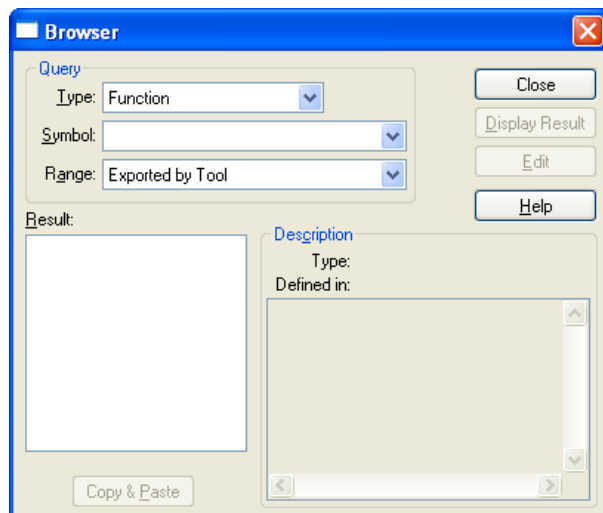 Browser
Query
Type: Function
Symbol:
Range: Exported by Tool
Close
Display Result
Edit
Help
Result:
Description
Type:
Defined in:
Copy & Paste